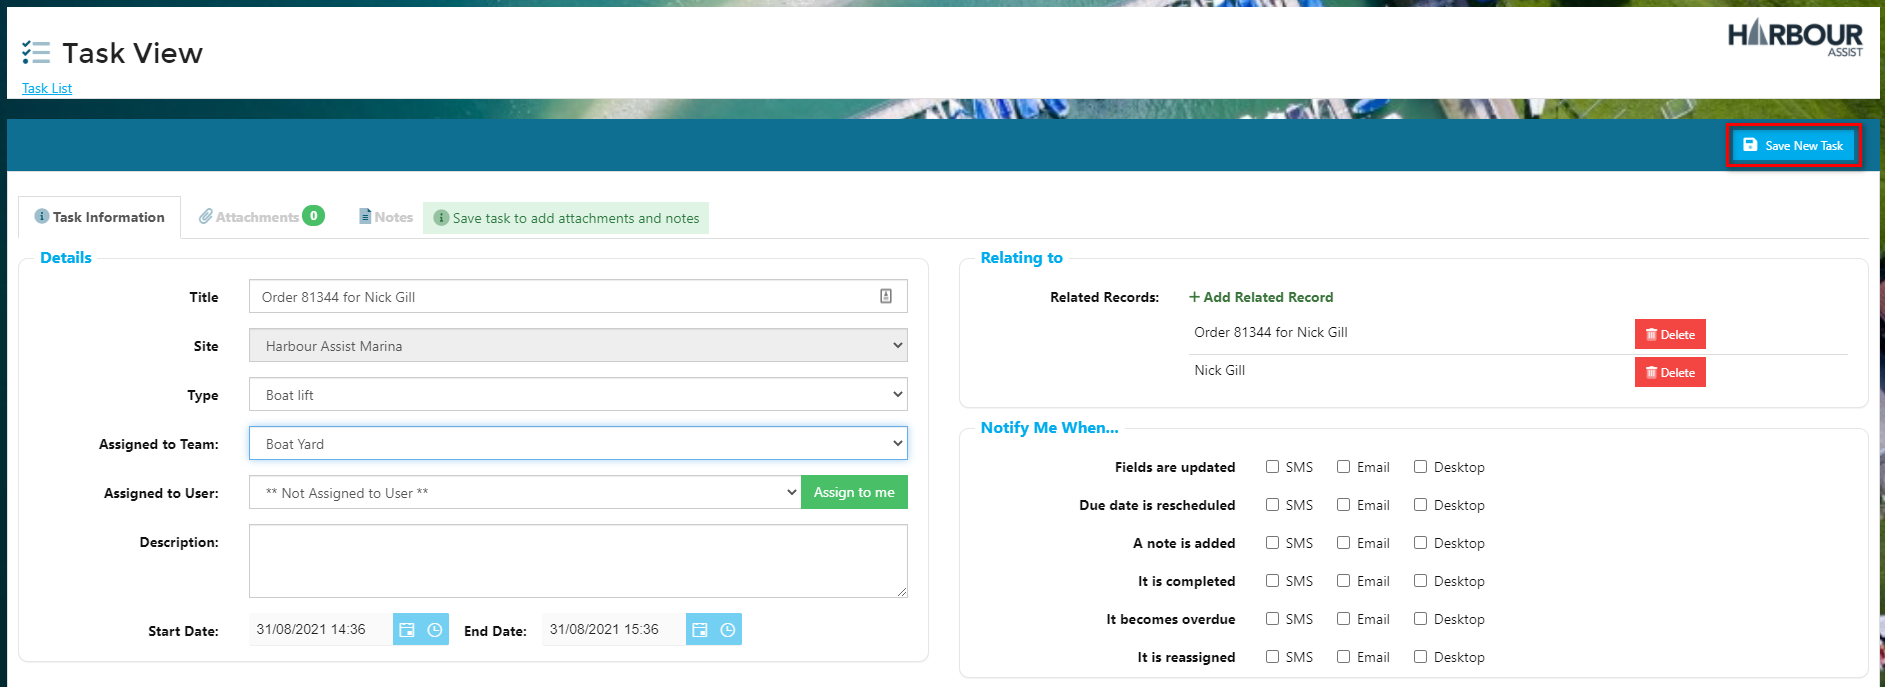 Task View
Task List
HARBOUR
ASSIST
Save New Task
Task Information
Attachments 0
Notes
Save task to add attachments and notes
Details
Title
Order 81344 for Nick Gill
Site
Harbour Assist Marina
Type
Boat lift
Assigned to Team:
Boat Yard
Assigned to User:
** Not Assigned to User **
Assign to me
Description:
Start Date:
31/08/2021 14:36
End Date:
31/08/2021 15:36
Relating to
Related Records:
+ Add Related Record
Order 81344 for Nick Gill
Delete
Nick Gill
Delete
Notify Me When...
Fields are updated SMS Email Desktop
Due date is rescheduled SMS Email Desktop
A note is added SMS Email Desktop
It is completed SMS Email Desktop
It becomes overdue SMS Email Desktop
It is reassigned SMS Email Desktop